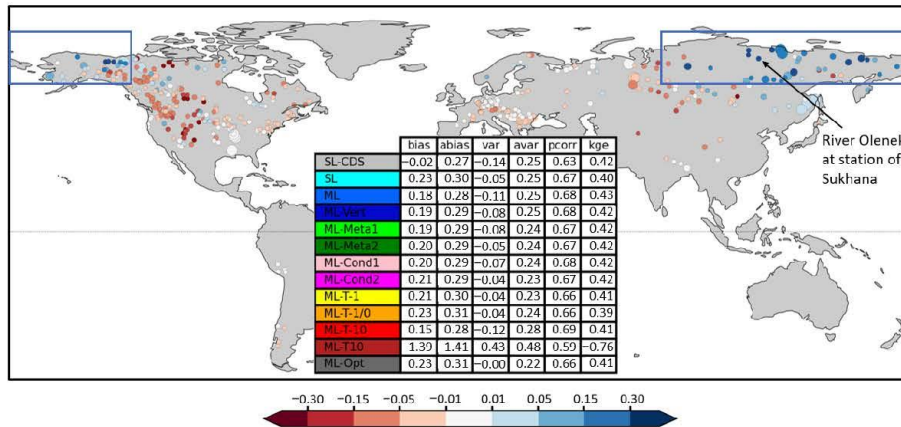 bias abias var avar pcorr kge
SL-CDS −0.02 0.27 −0.14 0.25 0.63 0.42
SL 0.23 0.30 −0.05 0.25 0.67 0.40
ML 0.18 0.28 −0.11 0.25 0.68 0.43
ML-Vert 0.19 0.29 −0.08 0.25 0.68 0.42
ML-Meta1 0.19 0.29 −0.08 0.24 0.67 0.42
ML-Meta2 0.20 0.29 −0.05 0.24 0.67 0.42
ML-Cond1 0.20 0.29 −0.07 0.24 0.68 0.42
ML-Cond2 0.21 0.29 −0.04 0.23 0.67 0.42
ML-T-1 0.21 0.30 −0.04 0.23 0.66 0.41
ML-T-1/0 0.23 0.31 −0.04 0.24 0.66 0.39
ML-T-10 0.15 0.28 −0.12 0.28 0.69 0.41
ML-T10 1.39 1.41 0.43 0.48 0.59 −0.76
ML-Opt 0.23 0.31 −0.00 0.22 0.66 0.41
River Olenek
at station of
Sukhana
−0.30 −0.15 −0.05 −0.01 0.01 0.05 0.15 0.30